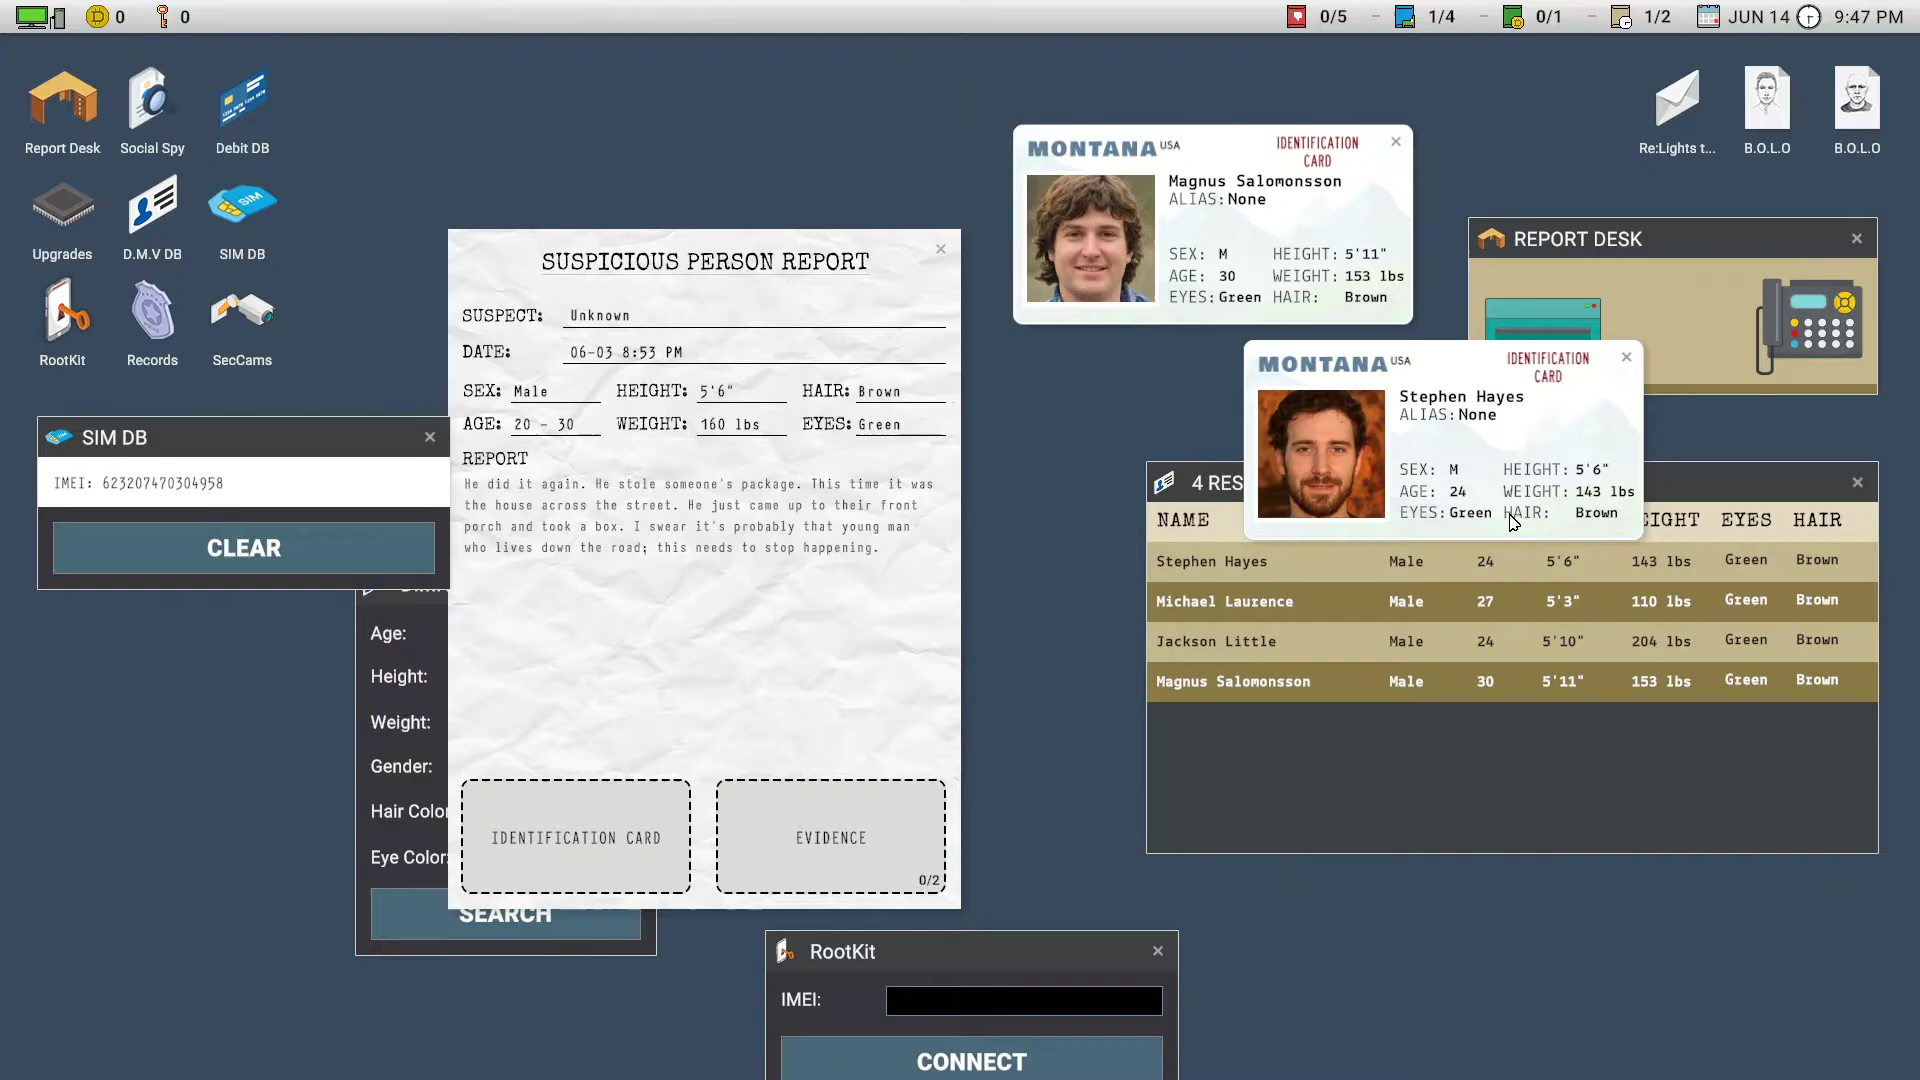 0
0
0/5
1/4
0/1
1/2
JUN 14
9:47 PM
Report Desk
Social Spy
Debit DB
Upgrades
D.M.V DB
SIM DB
RootKit
Records
SecCams
Re:Lights t...
B.O.L.O
B.O.L.O
MONTANA USA
IDENTIFICATION
CARD
Magnus Salomonsson
ALIAS: None
SEX: M HEIGHT: 5'11"
AGE: 30 WEIGHT: 153 lbs
EYES: Green HAIR: Brown
REPORT DESK
MONTANA USA
IDENTIFICATION
CARD
Stephen Hayes
ALIAS: None
SEX: M HEIGHT: 5'6"
AGE: 24 WEIGHT: 143 lbs
EYES: Green HAIR: Brown
SUSPICIOUS PERSON REPORT
SUSPECT: Unknown
DATE: 06-03 8:53 PM
SEX: Male HEIGHT: 5'6" HAIR: Brown
AGE: 20 - 30 WEIGHT: 160 lbs EYES: Green
REPORT
He did it again. He stole someone's package. This time it was
the house across the street. He just came up to their front
porch and took a box. I swear it's probably that young man
who lives down the road; this needs to stop happening.
IDENTIFICATION CARD
EVIDENCE
0/2
SIM DB
IMEI: 623207470304958
CLEAR
Age:
Height:
Weight:
Gender:
Hair Color
Eye Color:
SEARCH
4 RES
NAME EIGHT EYES HAIR
Stephen Hayes Male 24 5'6" 143 lbs Green Brown
Michael Laurence Male 27 5'3" 110 lbs Green Brown
Jackson Little Male 24 5'10" 204 lbs Green Brown
Magnus Salomonsson Male 30 5'11" 153 lbs Green Brown
RootKit
IMEI:
CONNECT